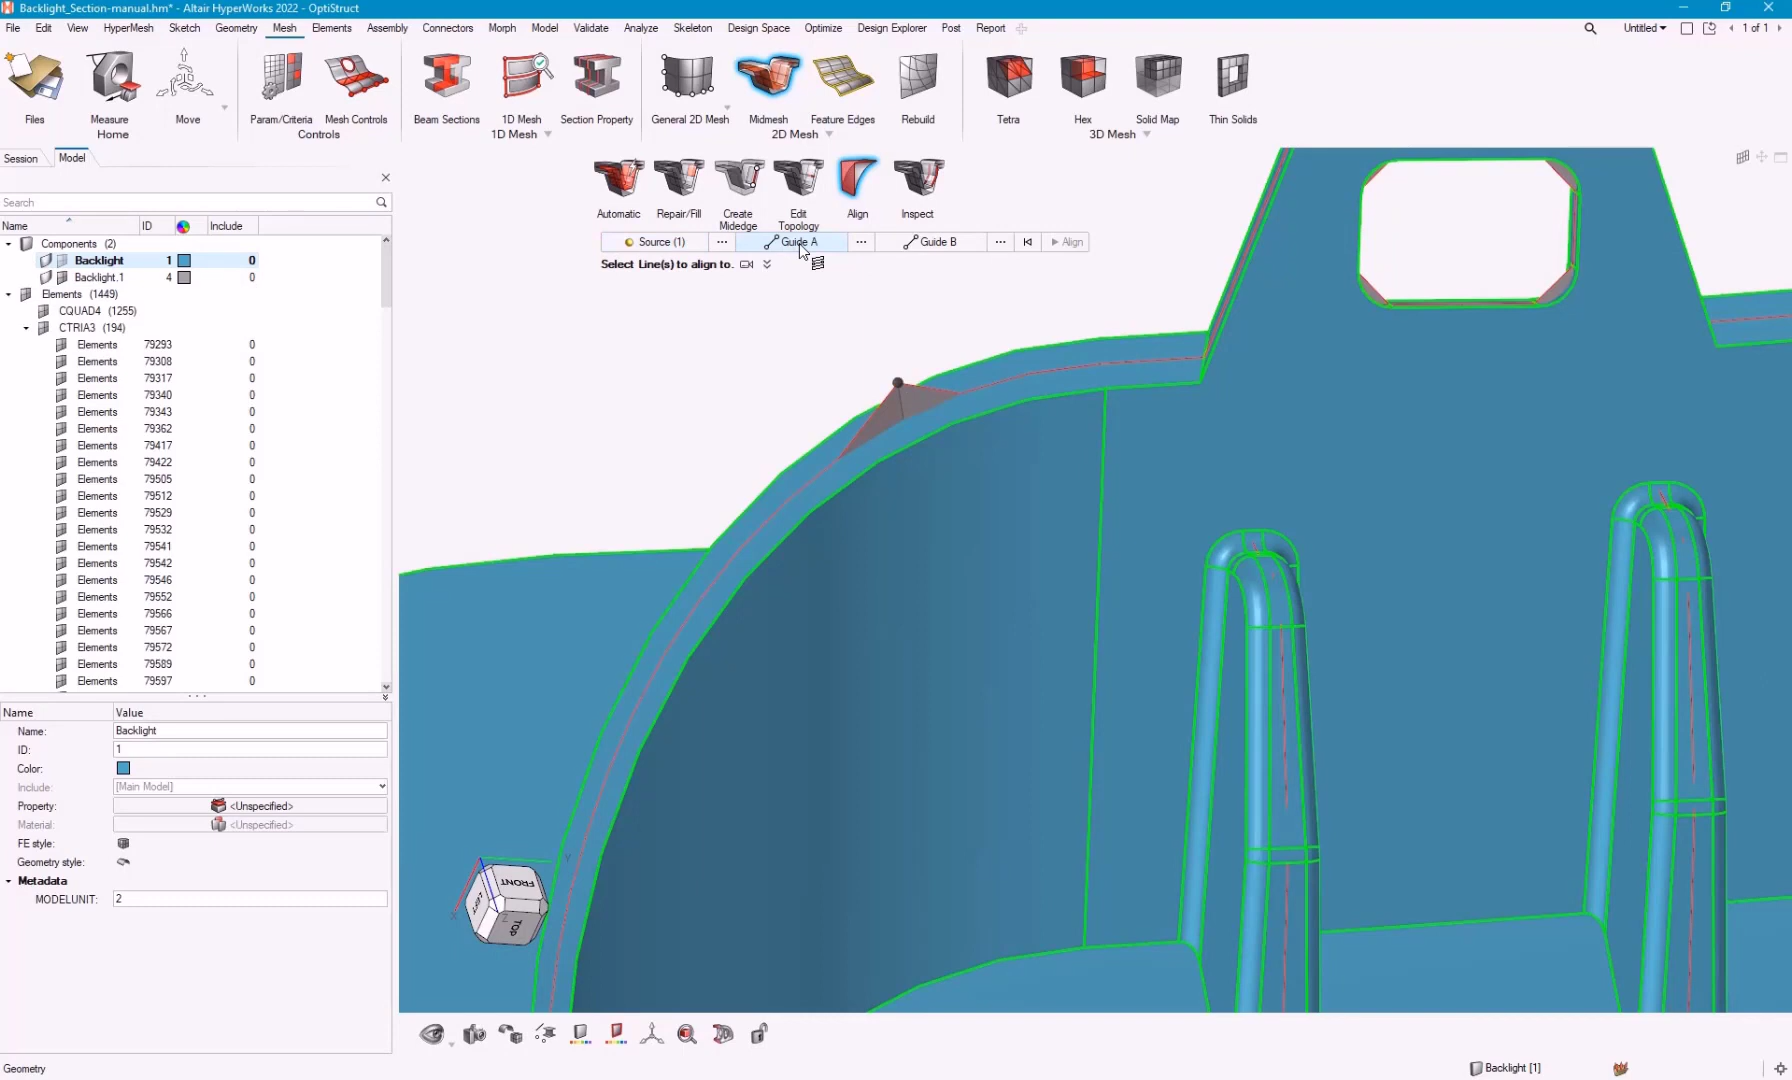 Backlight_Section-manual.hm* - Altair HyperWorks 2022 - OptiStruct
File Edit View HyperMesh Sketch Geometry Mesh Elements Assembly Connectors Morph Model Validate Analyze Skeleton Design Space Optimize Design Explorer Post Report Untitled 1 of 1
Files Measure Move Param/Criteria Mesh Controls Beam Sections 1D Mesh Section Property General 2D Mesh Midmesh Feature Edges Rebuild Tetra Hex Solid Map Thin Solids
Home Controls 1D Mesh 2D Mesh 3D Mesh
Session Model
Automatic Repair/Fill Create Midedge Edit Topology Align Inspect
Source (1) ... Guide A ... Guide B ... Align
Select Line(s) to align to.
Search
Name ID Include
Components (2)
Backlight 1 0
Backlight.1 4 0
Elements (1449)
CQUAD4 (1255)
CTRIA3 (194)
Elements 79293 0
Elements 79308 0
Elements 79317 0
Elements 79340 0
Elements 79343 0
Elements 79362 0
Elements 79417 0
Elements 79422 0
Elements 79505 0
Elements 79512 0
Elements 79529 0
Elements 79532 0
Elements 79541 0
Elements 79542 0
Elements 79546 0
Elements 79552 0
Elements 79566 0
Elements 79567 0
Elements 79572 0
Elements 79589 0
Elements 79597 0
Name Value
Name: Backlight
ID: 1
Color:
Include: [Main Model]
Property: <Unspecified>
Material: <Unspecified>
FE style:
Geometry style:
Metadata
MODELUNIT: 2
FRONT
LEFT
TOP
X
Y
Z
Geometry
Backlight [1]